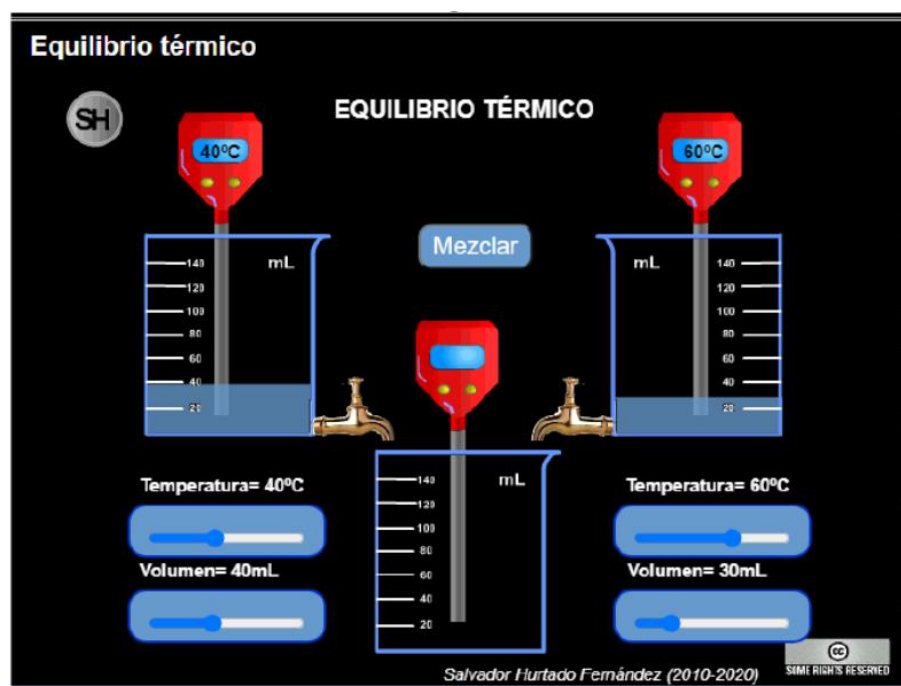 Equilibrio térmico
SH
EQUILIBRIO TÉRMICO
40ºC
60ºC
Mezclar
mL
140
120
100
80
60
40
20
mL
140
120
100
80
60
40
20
mL
140
120
100
80
60
40
20
Temperatura= 40ºC
Temperatura= 60ºC
Volumen= 40mL
Volumen= 30mL
cc
SOME RIGHTS RESERVED
Salvador Hurtado Fernández (2010-2020)